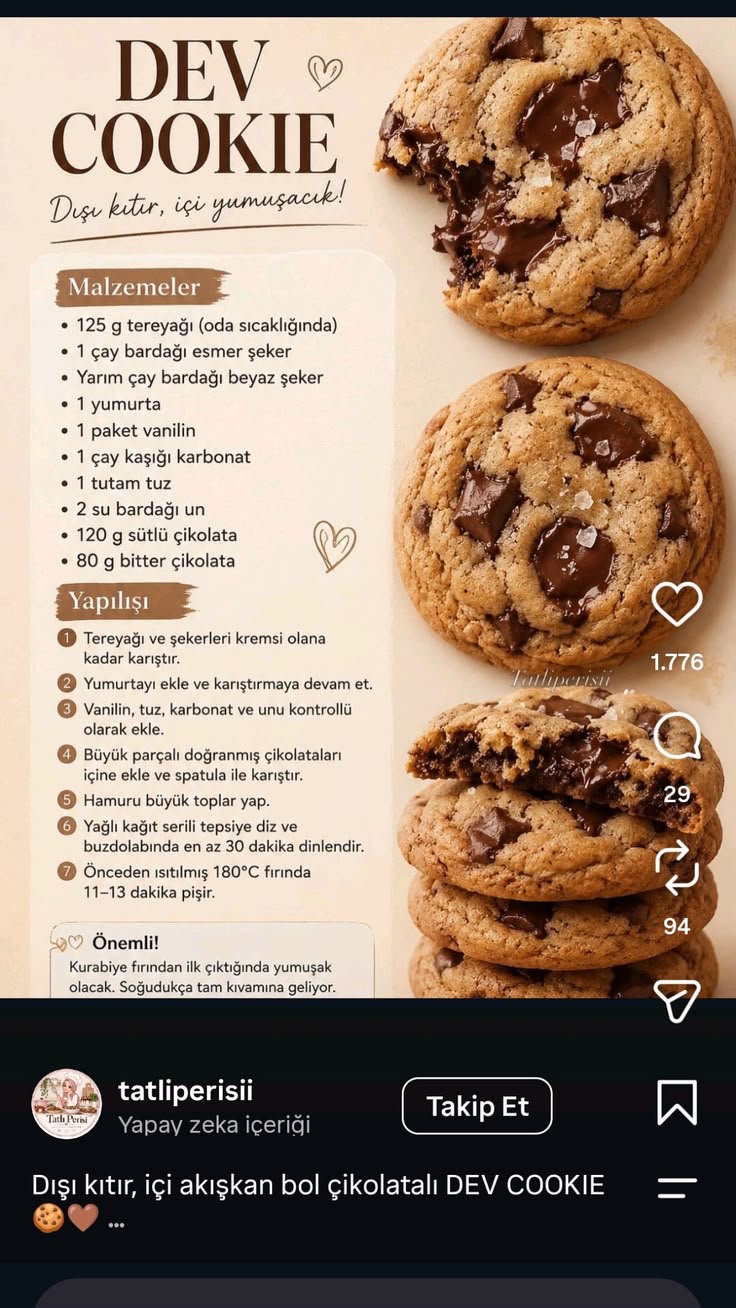 DEV
COOKIE
Dışı kıtır, içi yumuşacık!
Malzemeler
• 125 g tereyağı (oda sıcaklığında)
• 1 çay bardağı esmer şeker
• Yarım çay bardağı beyaz şeker
• 1 yumurta
• 1 paket vanilin
• 1 çay kaşığı karbonat
• 1 tutam tuz
• 2 su bardağı un
• 120 g sütlü çikolata
• 80 g bitter çikolata
Yapılışı
1 Tereyağı ve şekerleri kremsi olana
kadar karıştır.
2 Yumurtayı ekle ve karıştırmaya devam et.
3 Vanilin, tuz, karbonat ve unu kontrollü
olarak ekle.
4 Büyük parçalı doğranmış çikolataları
içine ekle ve spatula ile karıştır.
5 Hamuru büyük toplar yap.
6 Yağlı kağıt serili tepsiye diz ve
buzdolabında en az 30 dakika dinlendir.
7 Önceden ısıtılmış 180°C fırında
11–13 dakika pişir.
Önemli!
Kurabiye fırından ilk çıktığında yumuşak
olacak. Soğudukça tam kıvamına geliyor.
Tatliperisii
1.776
29
94
Tatlı Perisi
tatliperisii
Yapay zeka içeriği
Takip Et
Dışı kıtır, içi akışkan bol çikolatalı DEV COOKIE
🍪🤎 ...